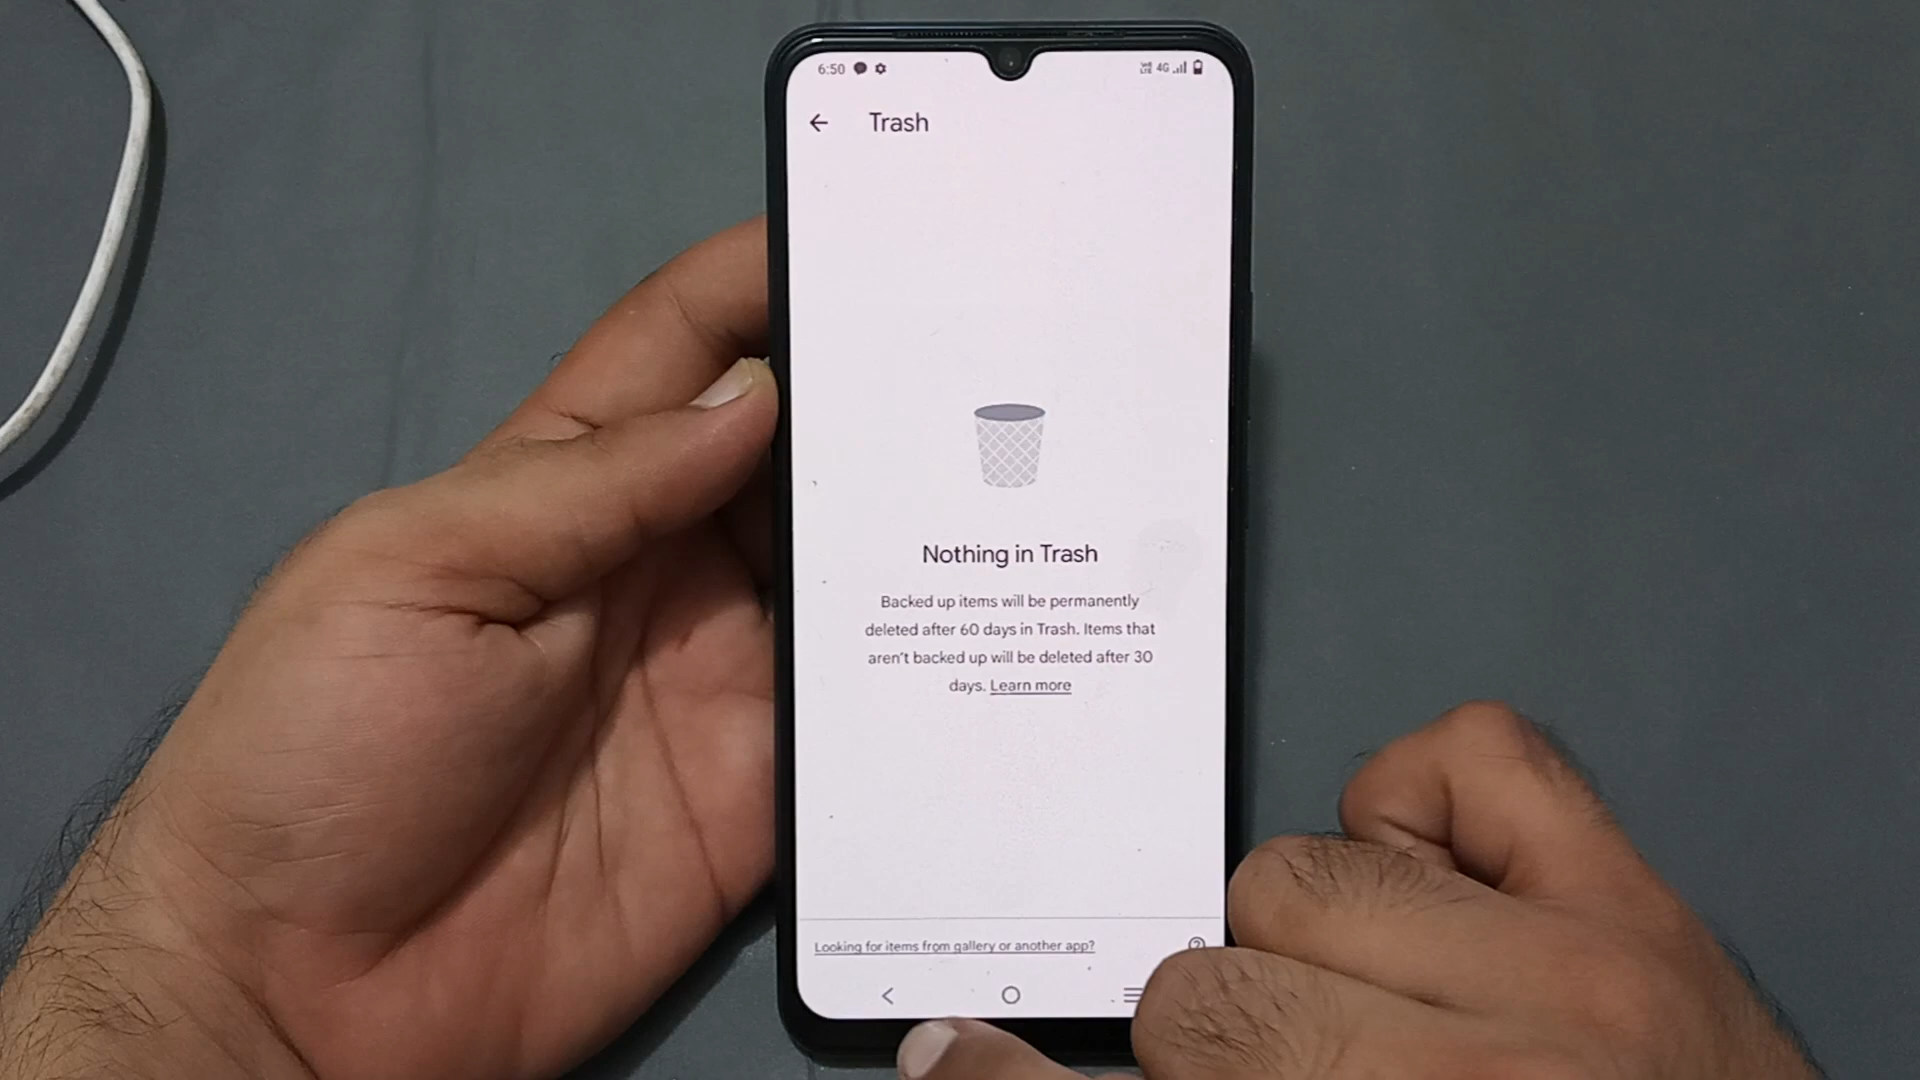 6:50 4G
Trash
Nothing in Trash
Backed up items will be permanently
deleted after 60 days in Trash. Items that
aren't backed up will be deleted after 30
days. Learn more
Looking for items from gallery or another app?